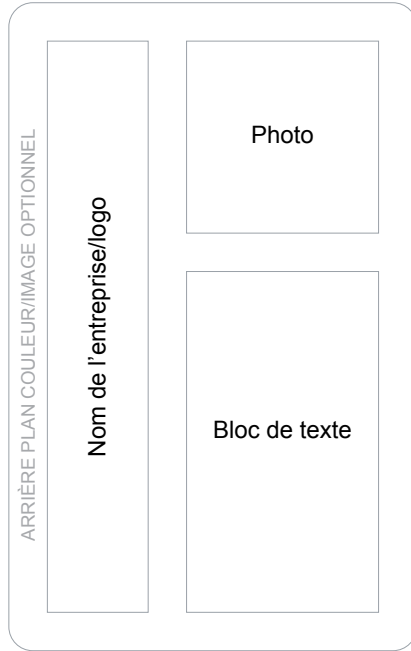 ARRIÈRE PLAN COULEUR/IMAGE OPTIONNEL
Nom de l'entreprise/logo
Photo
Bloc de texte